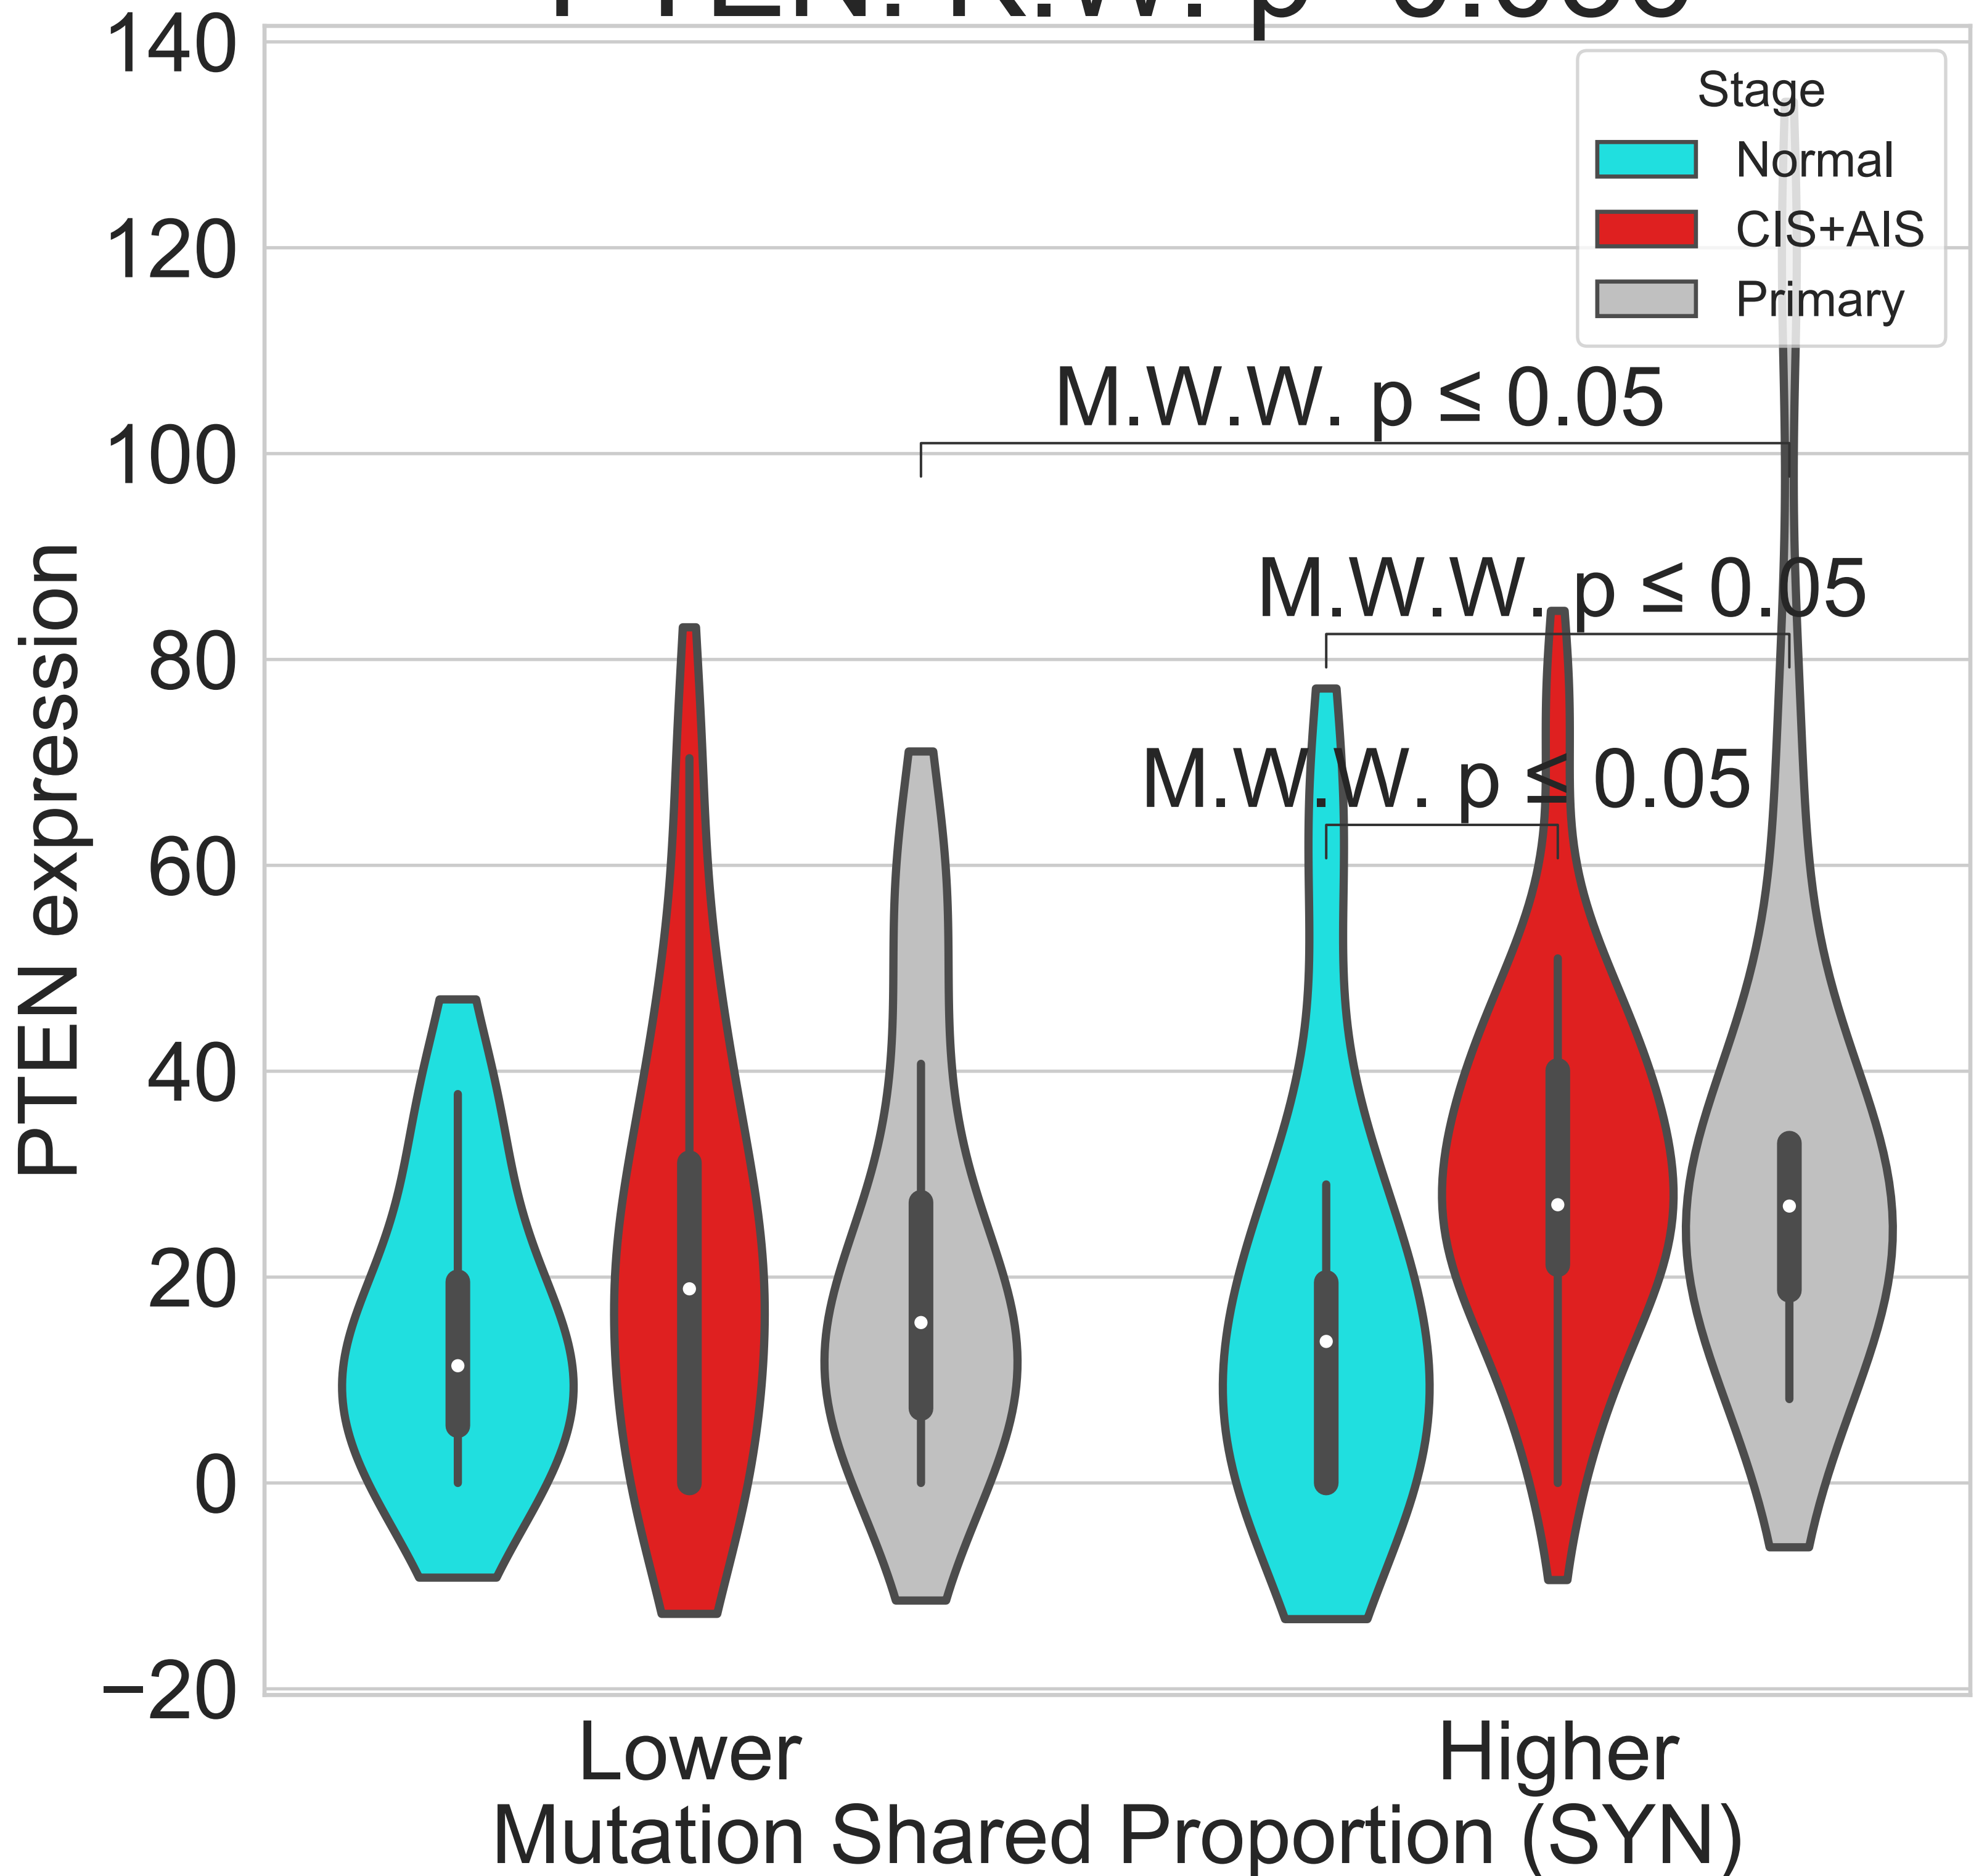 140
120
100
80
60
40
20
0
−20
PTEN expression
Stage
Normal
CIS+AIS
Primary
M.W.W. p ≤ 0.05
M.W.W. p ≤ 0.05
M.W.W. p ≤ 0.05
Lower
Higher
Mutation Shared Proportion (SYN)